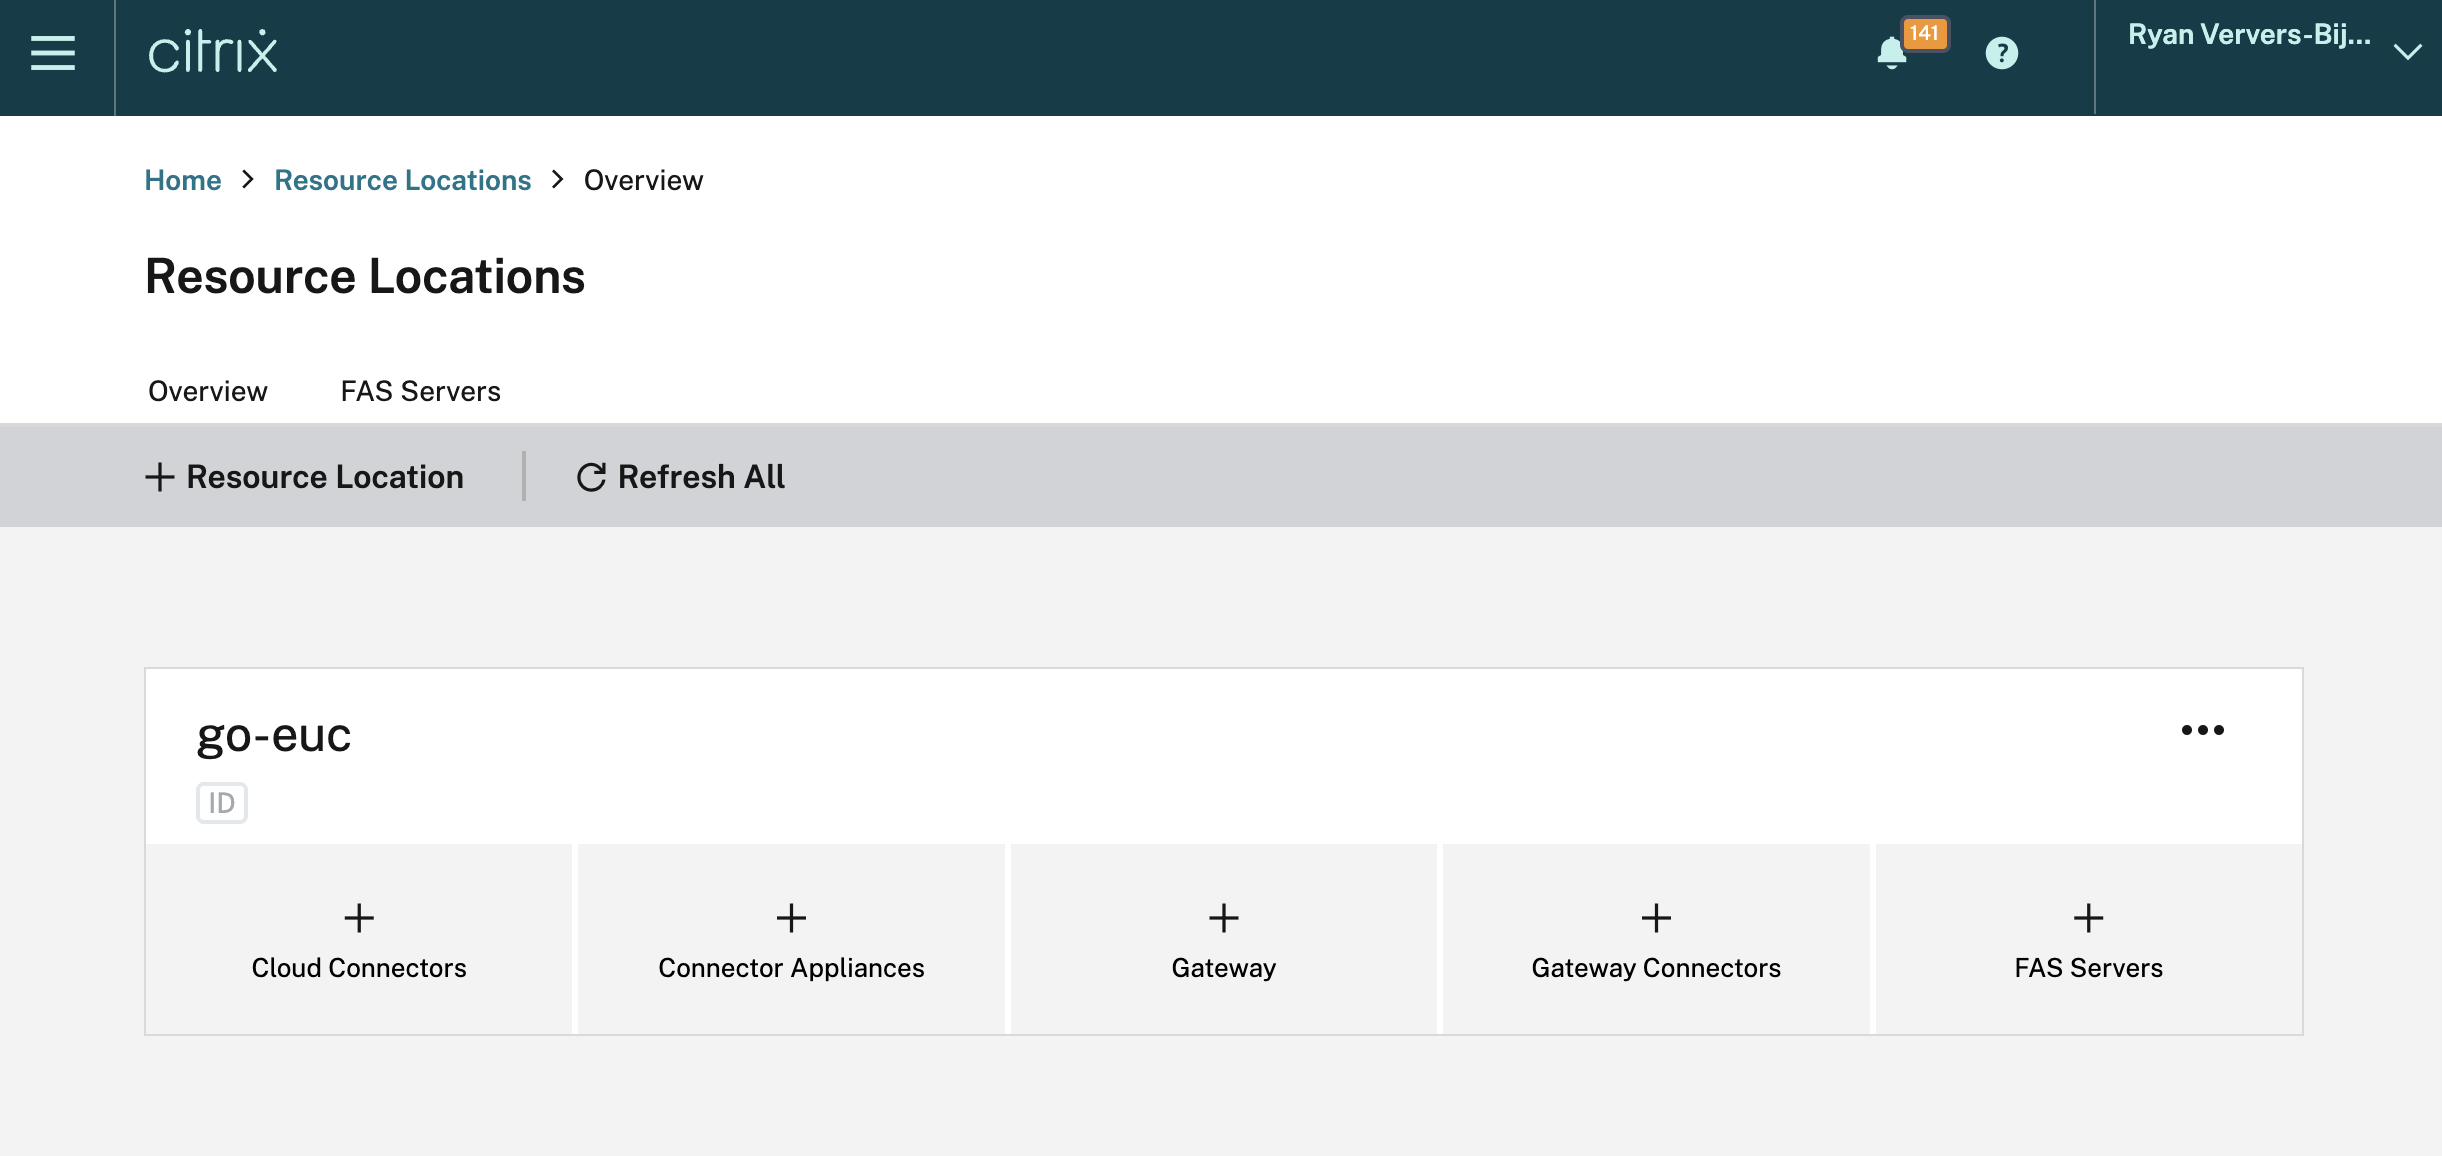 citrix
141
?
Ryan Ververs-Bij...
Home > Resource Locations > Overview
Resource Locations
Overview FAS Servers
+ Resource Location Refresh All
go-euc
ID
Cloud Connectors
Connector Appliances
Gateway
Gateway Connectors
FAS Servers